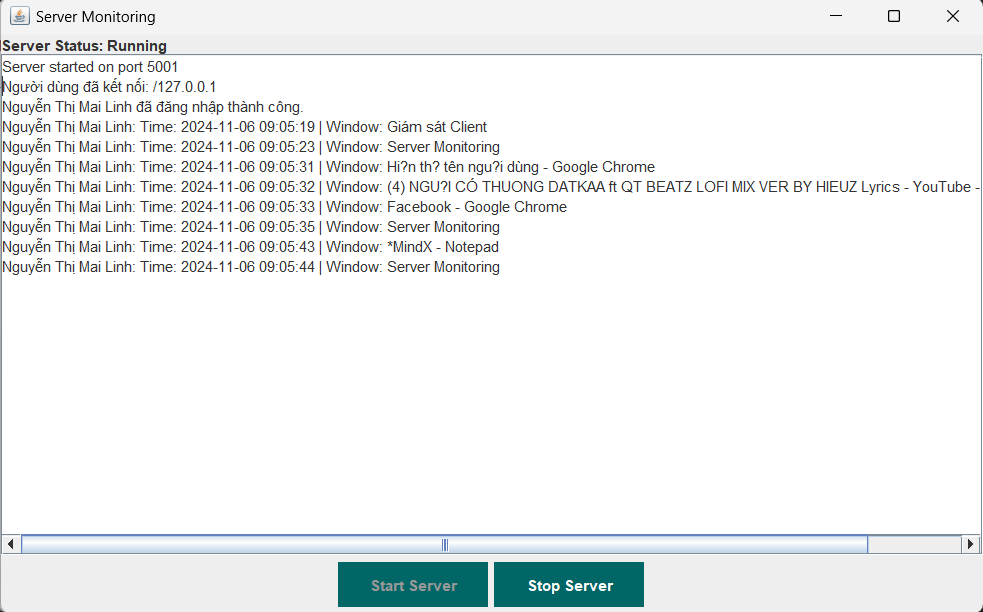 Server Monitoring
Server Status: Running
Server started on port 5001
Người dùng đã kết nối: /127.0.0.1
Nguyễn Thị Mai Linh đã đăng nhập thành công.
Nguyễn Thị Mai Linh: Time: 2024-11-06 09:05:19 | Window: Giám sát Client
Nguyễn Thị Mai Linh: Time: 2024-11-06 09:05:23 | Window: Server Monitoring
Nguyễn Thị Mai Linh: Time: 2024-11-06 09:05:31 | Window: Hi?n th? tên ngu?i dùng - Google Chrome
Nguyễn Thị Mai Linh: Time: 2024-11-06 09:05:32 | Window: (4) NGU?I CÓ THUONG DATKAA ft QT BEATZ LOFI MIX VER BY HIEUZ Lyrics - YouTube -
Nguyễn Thị Mai Linh: Time: 2024-11-06 09:05:33 | Window: Facebook - Google Chrome
Nguyễn Thị Mai Linh: Time: 2024-11-06 09:05:35 | Window: Server Monitoring
Nguyễn Thị Mai Linh: Time: 2024-11-06 09:05:43 | Window: *MindX - Notepad
Nguyễn Thị Mai Linh: Time: 2024-11-06 09:05:44 | Window: Server Monitoring
Start Server
Stop Server